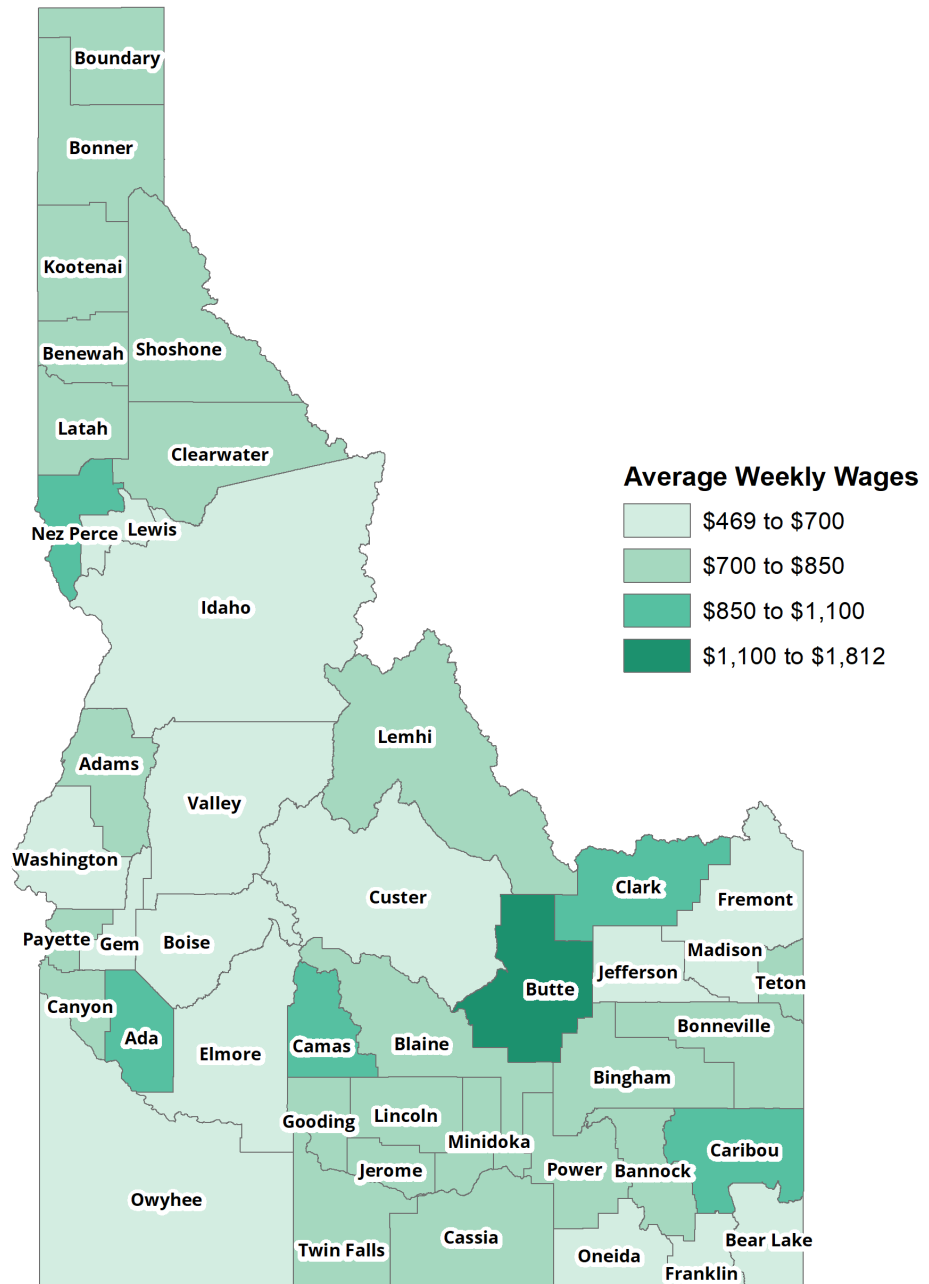 Boundary
Bonner
Kootenai
Benewah
Shoshone
Latah
Clearwater
Nez Perce
Lewis
Idaho
Average Weekly Wages
$469 to $700
$700 to $850
$850 to $1,100
$1,100 to $1,812
Lemhi
Adams
Valley
Washington
Custer
Clark
Fremont
Payette
Gem
Boise
Madison
Jefferson
Teton
Butte
Canyon
Ada
Elmore
Camas
Blaine
Bonneville
Bingham
Gooding
Lincoln
Minidoka
Jerome
Power
Bannock
Caribou
Owyhee
Twin Falls
Cassia
Oneida
Bear Lake
Franklin